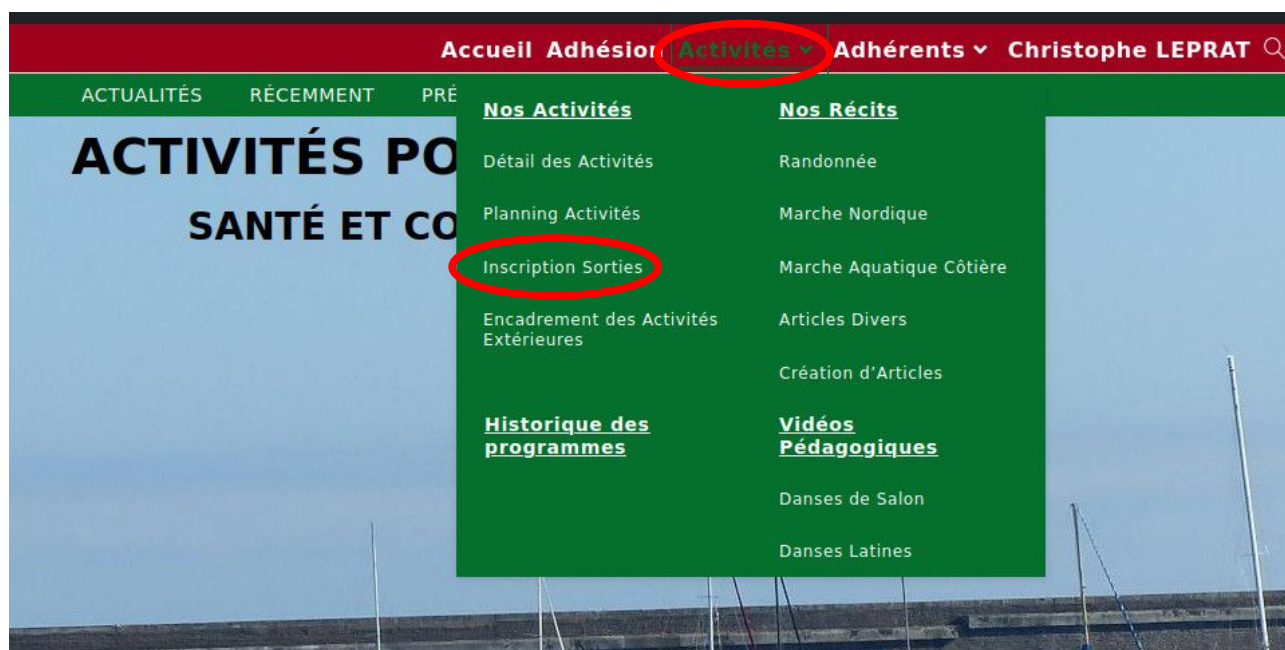 Accueil Adhésion Activités Adhérents Christophe LEPRAT
ACTUALITÉS RÉCEMMENT PRÉ
ACTIVITÉS PO
SANTÉ ET CO
Nos Activités
Détail des Activités
Planning Activités
Inscription Sorties
Encadrement des Activités
Extérieures
Historique des
programmes
Nos Récits
Randonnée
Marche Nordique
Marche Aquatique Côtière
Articles Divers
Création d’Articles
Vidéos
Pédagogiques
Danses de Salon
Danses Latines